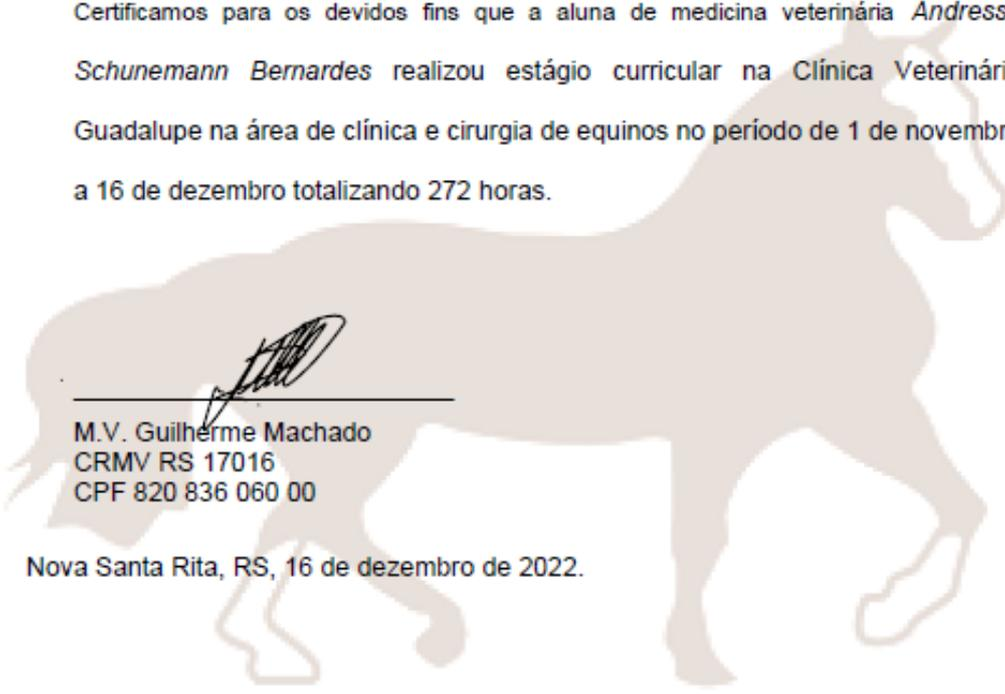 Certificamos para os devidos fins que a aluna de medicina veterinária Andress
Schunemann Bernardes realizou estágio curricular na Clínica Veterinári
Guadalupe na área de clínica e cirurgia de equinos no período de 1 de novembr
a 16 de dezembro totalizando 272 horas.
M.V. Guilherme Machado
CRMV RS 17016
CPF 820 836 060 00
Nova Santa Rita, RS, 16 de dezembro de 2022.